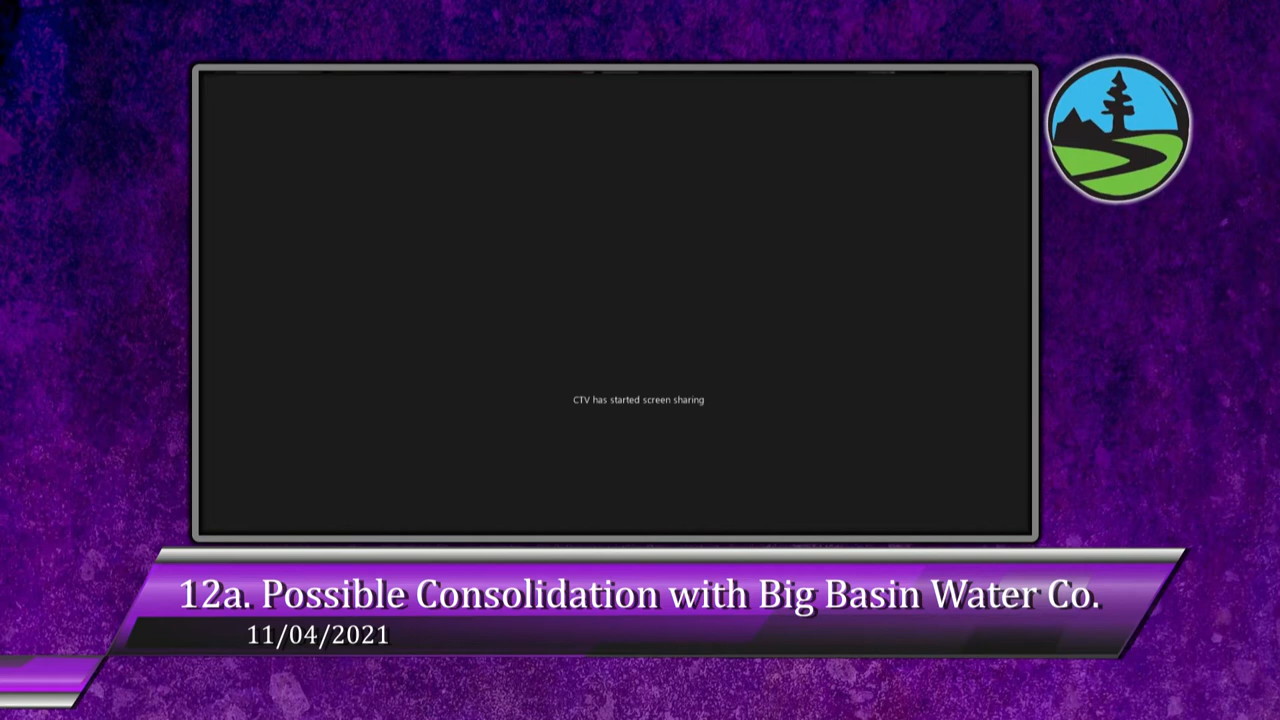 CTV has started screen sharing
12a. Possible Consolidation with Big Basin Water Co.
11/04/2021